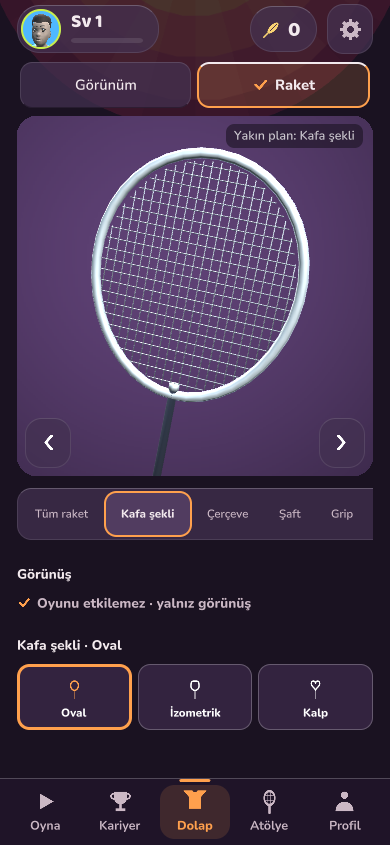 Sv 1
0
Görünüm
Raket
Yakın plan: Kafa şekli
Tüm raket
Kafa şekli
Çerçeve
Şaft
Grip
Görünüş
Oyunu etkilemez · yalnız görünüş
Kafa şekli · Oval
Oval
İzometrik
Kalp
Oyna
Kariyer
Dolap
Atölye
Profil